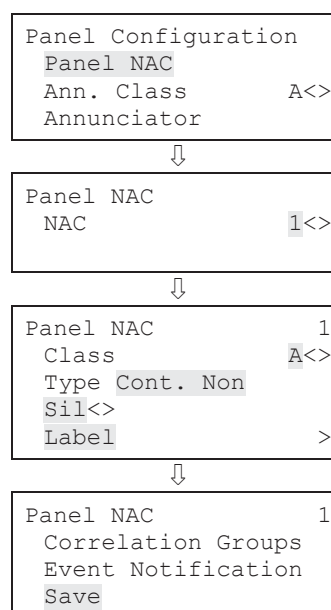 Panel Configuration
Panel NAC
Ann. Class A<>
Annunciator
⇩
Panel NAC
NAC 1<>
⇩
Panel NAC 1
Class A<>
Type Cont. Non
Sil<>
Label >
⇩
Panel NAC 1
Correlation Groups
Event Notification
Save